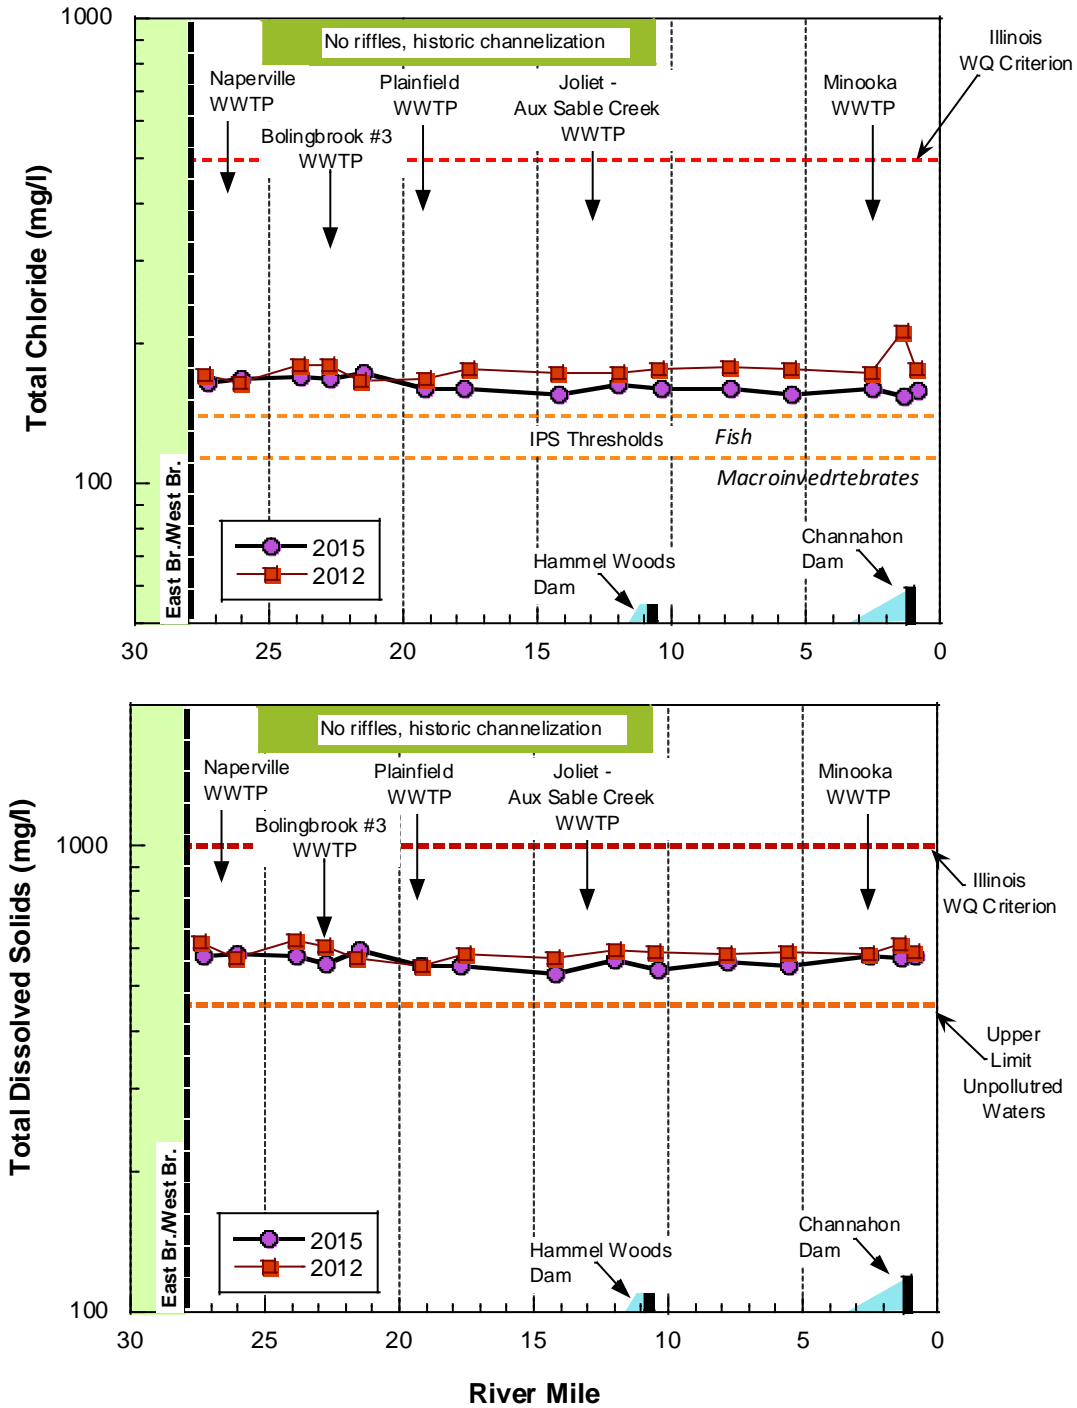 1000
No riffles, historic channelization
Illinois
WQ Criterion
Naperville
WWTP
Plainfield
WWTP
Joliet -
Aux Sable Creek
WWTP
Minooka
WWTP
Bolingbrook #3
WWTP
Total Chloride (mg/l)
IPS Thresholds
Fish
Macroinvedrtebrates
100
East Br./West Br.
2015
2012
Hammel Woods
Dam
Channahon
Dam
30
25
20
15
10
5
0
No riffles, historic channelization
Naperville
WWTP
Plainfield
WWTP
Joliet -
Aux Sable Creek
WWTP
Minooka
WWTP
Bolingbrook #3
WWTP
1000
Illinois
WQ Criterion
Total Dissolved Solids (mg/l)
Upper
Limit
Unpollutred
Waters
East Br./West Br.
2015
2012
Hammel Woods
Dam
Channahon
Dam
100
30
25
20
15
10
5
0
River Mile